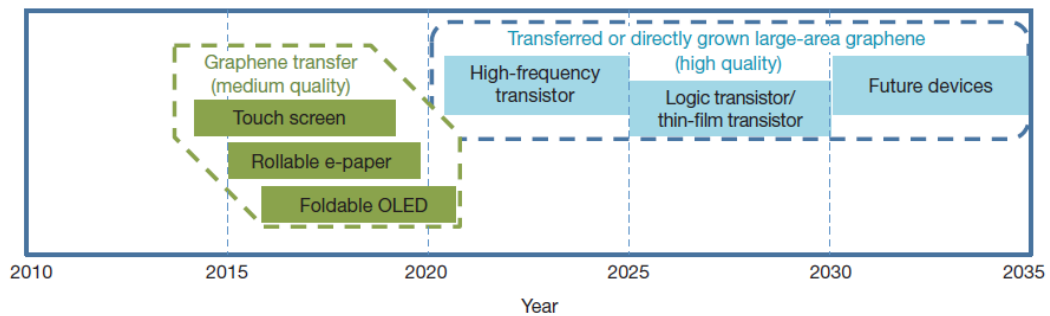 Transferred or directly grown large-area graphene
(high quality)
Graphene transfer
(medium quality)
Touch screen
Rollable e-paper
Foldable OLED
High-frequency
transistor
Logic transistor/
thin-film transistor
Future devices
2010
2015
2020
2025
2030
2035
Year